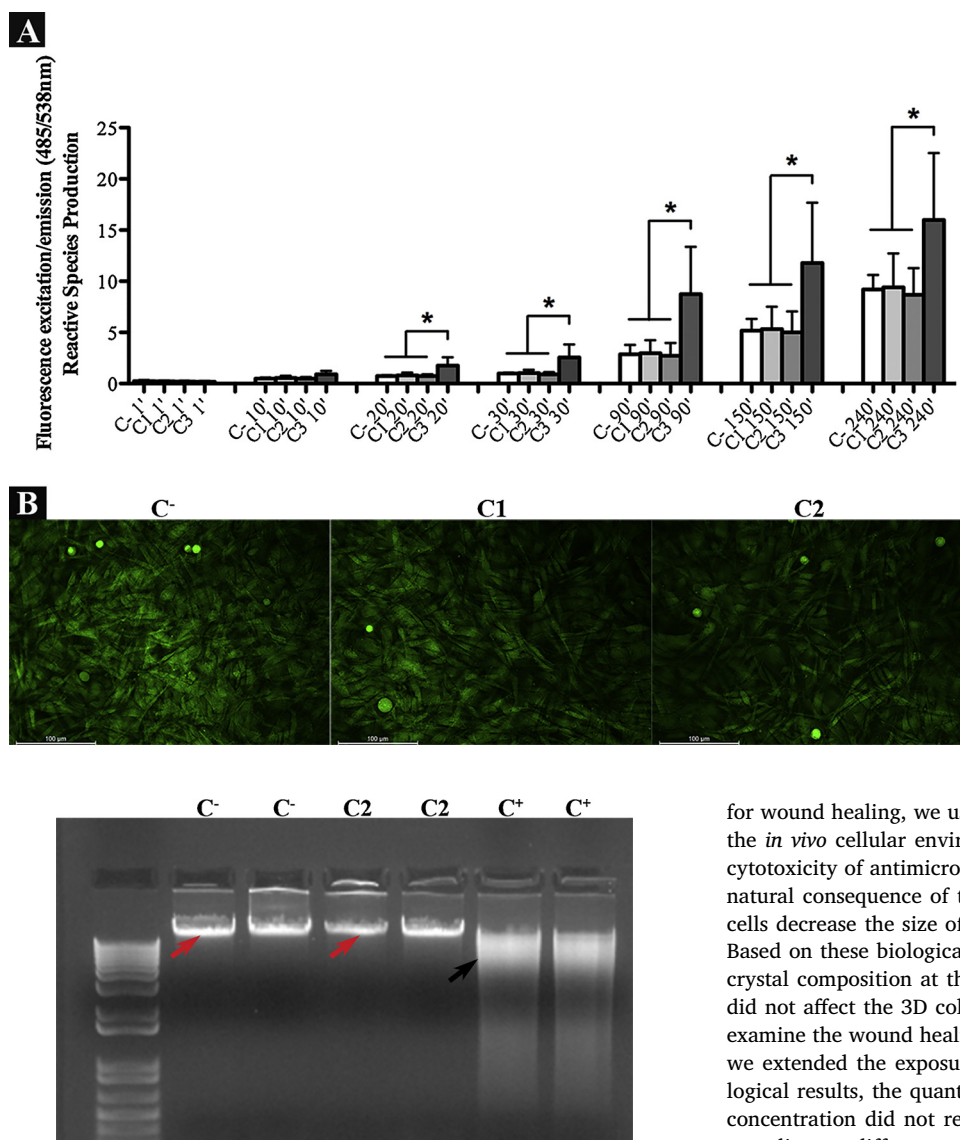 A
Fluorescence excitation/emission (485/538nm)
Reactive Species Production
25
20
15
10
5
0
*
*
*
*
*
C- 1'
C1 1'
C2 1'
C3 1'
C- 10'
C1 10'
C2 10'
C3 10'
C- 20'
C1 20'
C2 20'
C3 20'
C- 30'
C1 30'
C2 30'
C3 30'
C- 90'
C1 90'
C2 90'
C3 90'
C- 150'
C1 150'
C2 150'
C3 150'
C- 240'
C1 240'
C2 240'
C3 240'
B
C- C1 C2
100 µm 100 µm 100 µm
C- C- C2 C2 C+ C+
for wound healing, we u
the in vivo cellular envir
cytotoxicity of antimicro
natural consequence of t
cells decrease the size of
Based on these biological
crystal composition at th
did not affect the 3D col
examine the wound heali
we extended the exposu
logical results, the quant
concentration did not re